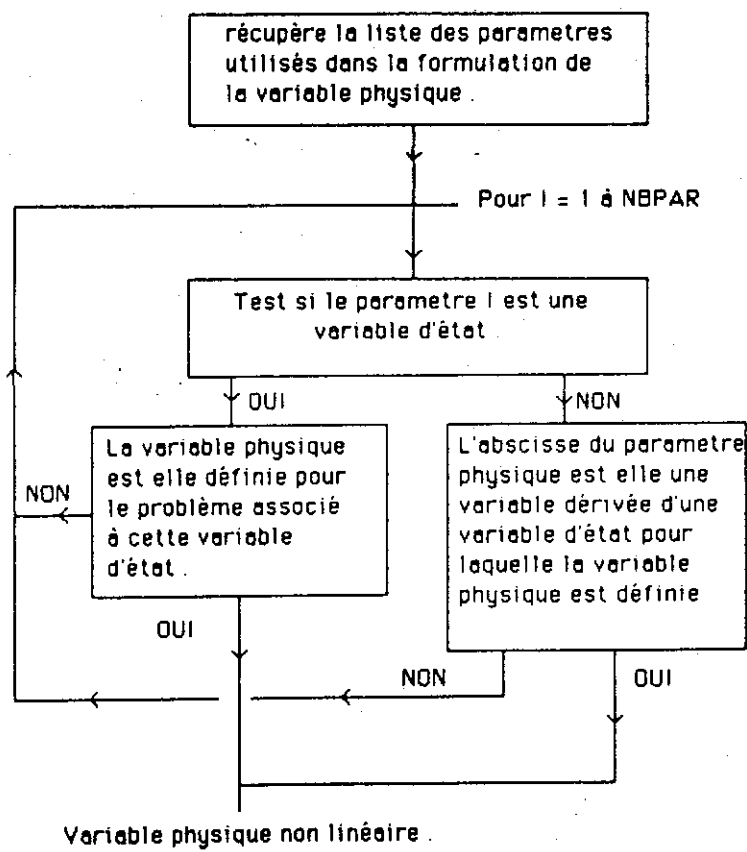 récupère la liste des parametres
utilisés dans la formulation de
la variable physique .
Pour I = 1 à NBPAR
Test si le parametre I est une
variable d'état
OUI
NON
La variable physique
est elle définie pour
le problème associé
à cette variable
d'état .
NON
L'abscisse du parametre
physique est elle une
variable dérivée d'une
variable d'état pour
laquelle la variable
physique est définie
OUI
NON
OUI
Variable physique non linéaire .